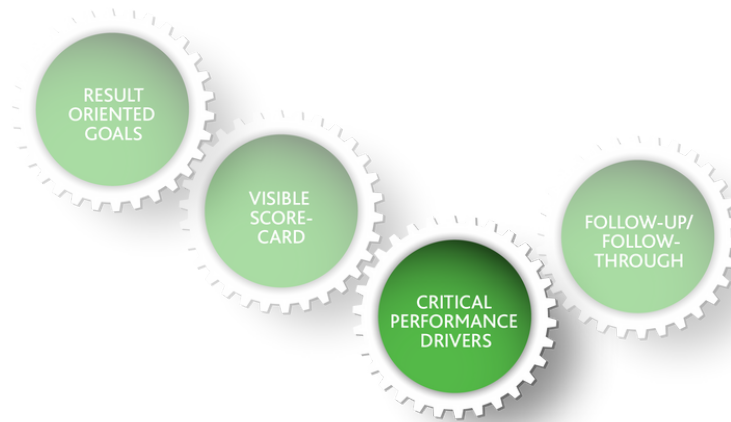 RESULT
ORIENTED
GOALS
VISIBLE
SCORE-
CARD
CRITICAL
PERFORMANCE
DRIVERS
FOLLOW-UP/
FOLLOW-
THROUGH